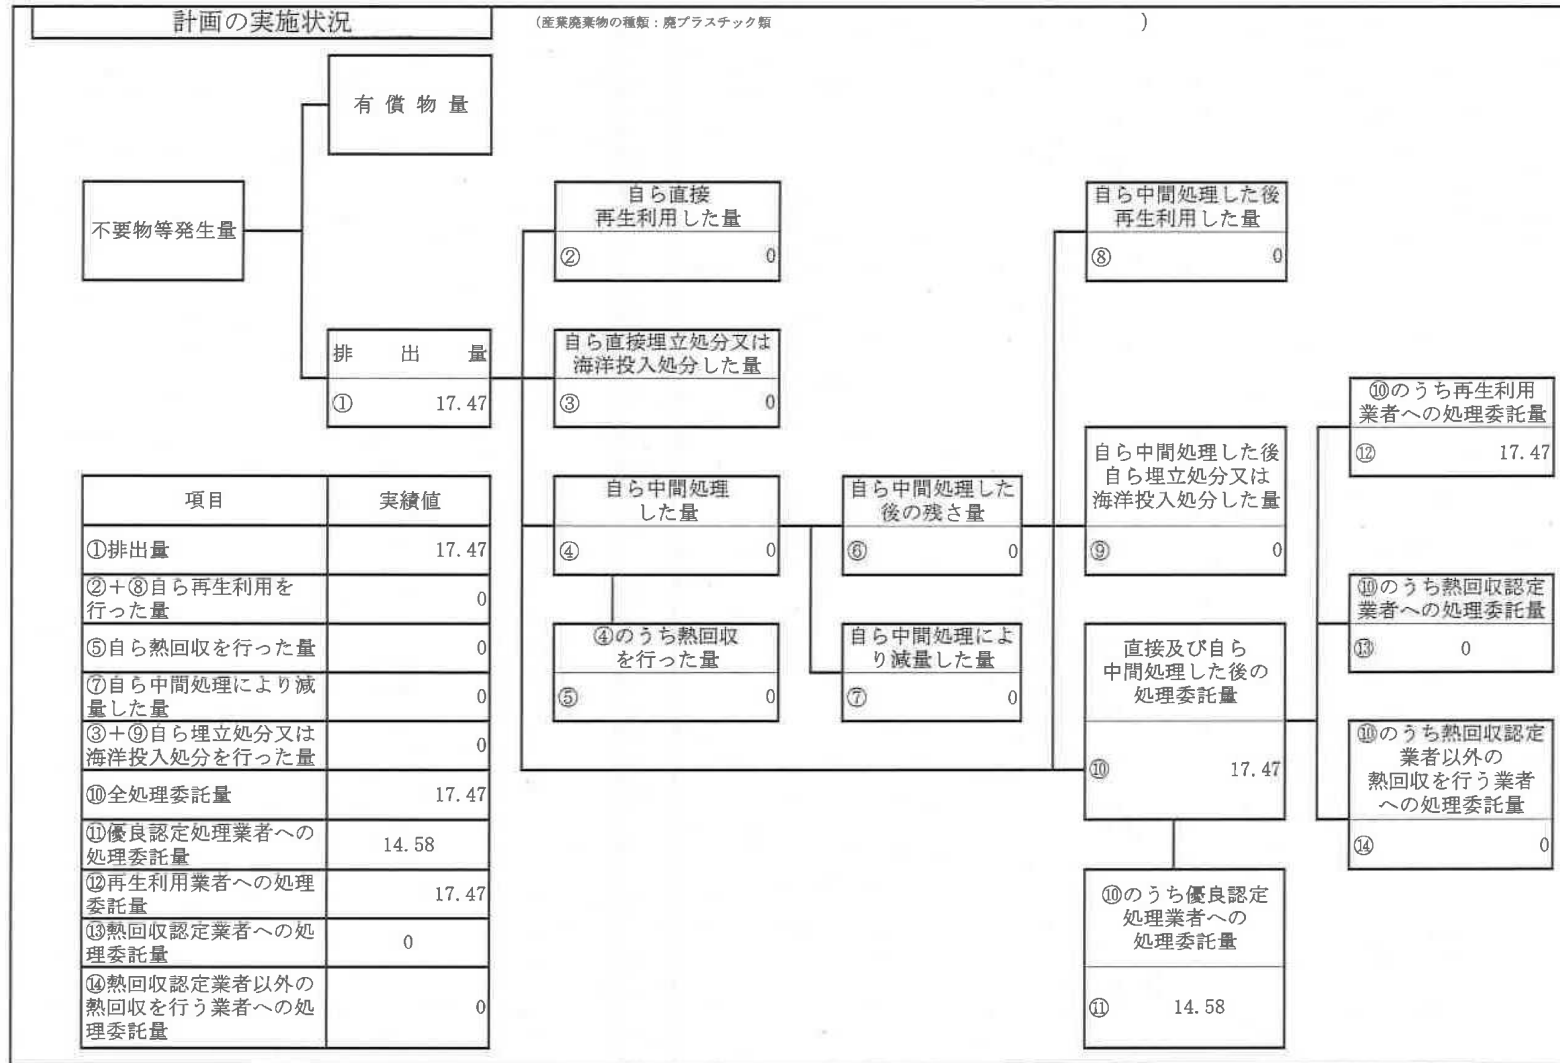 計画の実施状況
（産業廃棄物の種類：廃プラスチック類 ）
有償物量
不要物等発生量
排出量
① 17.47
自ら直接
再生利用した量
② 0
自ら直接埋立処分又は
海洋投入処分した量
③ 0
自ら中間処理
した量
④ 0
④のうち熱回収
を行った量
⑤ 0
自ら中間処理した
後の残さ量
⑥ 0
自ら中間処理によ
り減量した量
⑦ 0
自ら中間処理した後
再生利用した量
⑧ 0
自ら中間処理した後
自ら埋立処分又は
海洋投入処分した量
⑨ 0
直接及び自ら
中間処理した後の
処理委託量
⑩ 17.47
⑩のうち優良認定
処理業者への
処理委託量
⑪ 14.58
⑩のうち再生利用
業者への処理委託量
⑫ 17.47
⑩のうち熱回収認定
業者への処理委託量
⑬ 0
⑩のうち熱回収認定
業者以外の
熱回収を行う業者
への処理委託量
⑭ 0
項目 実績値
①排出量 17.47
②＋⑧自ら再生利用を
行った量 0
⑤自ら熱回収を行った量 0
⑦自ら中間処理により減
量した量 0
③＋⑨自ら埋立処分又は
海洋投入処分を行った量 0
⑩全処理委託量 17.47
⑪優良認定処理業者への
処理委託量 14.58
⑫再生利用業者への処理
委託量 17.47
⑬熱回収認定業者への処
理委託量 0
⑭熱回収認定業者以外の
熱回収を行う業者への処
理委託量 0